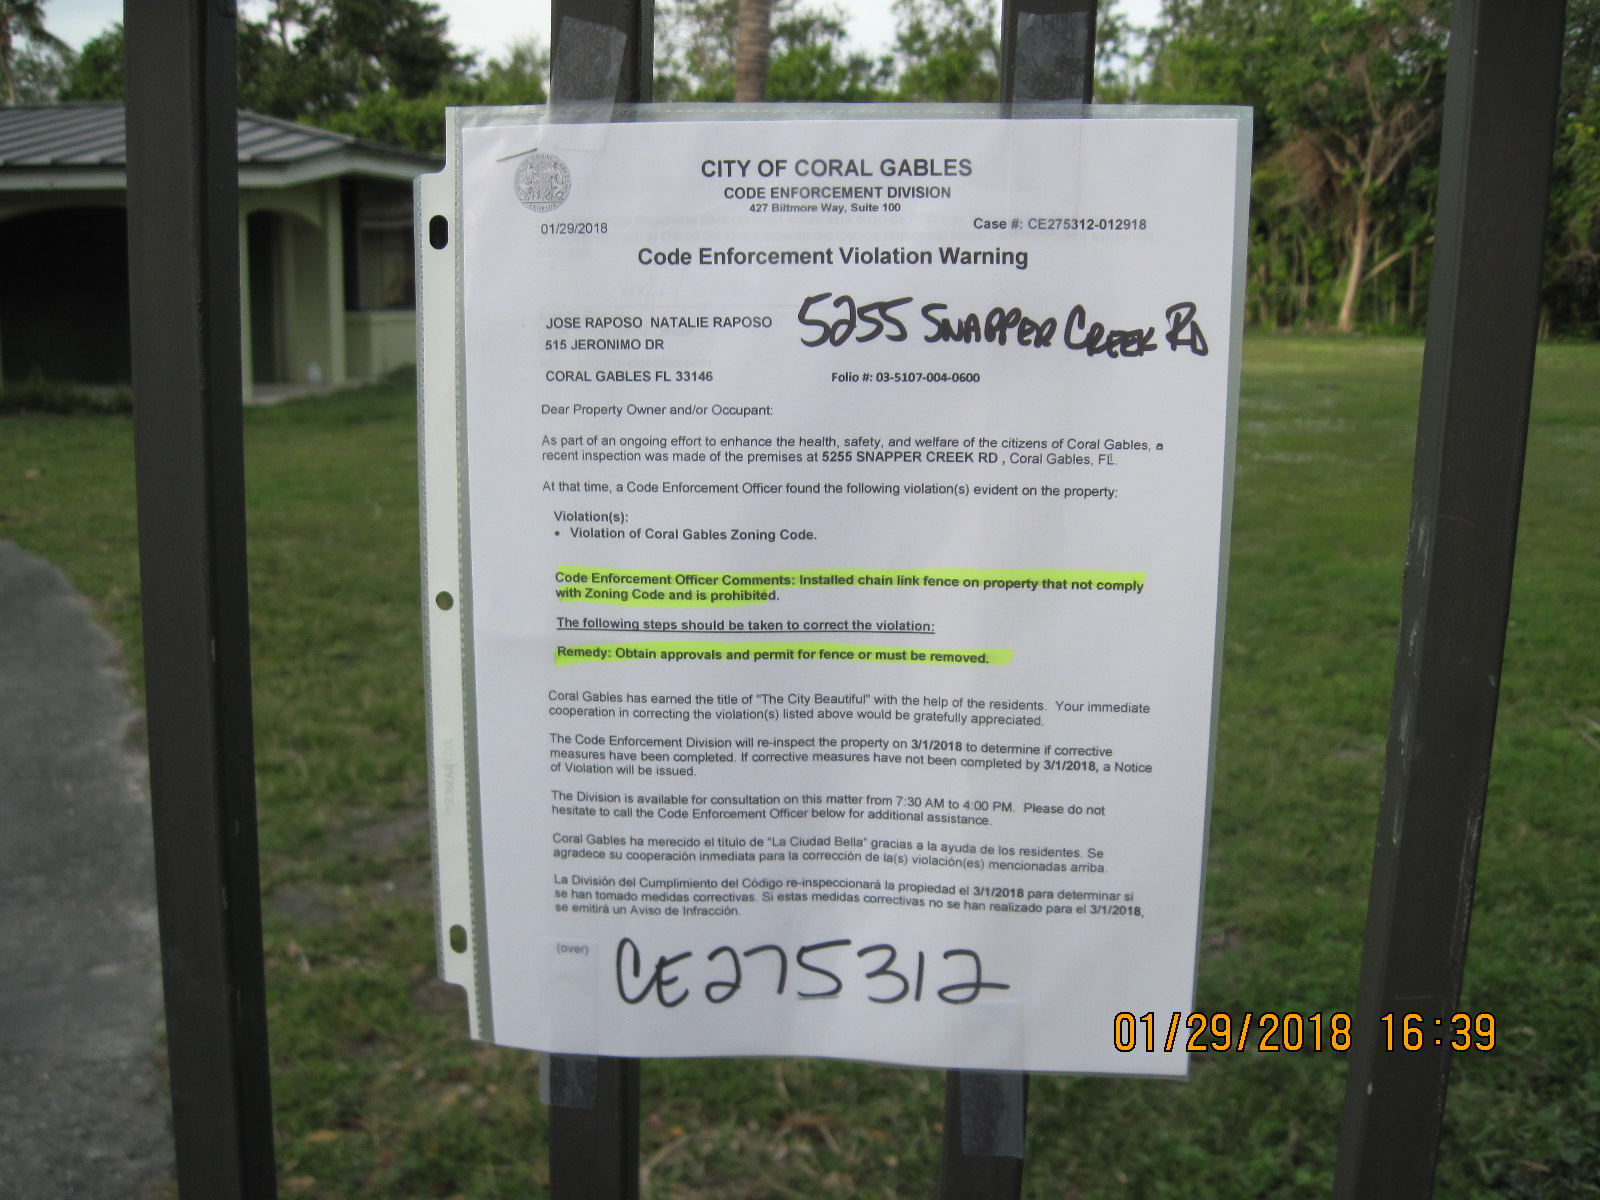 CITY OF CORAL GABLES
CODE ENFORCEMENT DIVISION
427 Biltmore Way, Suite 100
01/29/2018
Case #: CE275312-012918
Code Enforcement Violation Warning
JOSE RAPOSO NATALIE RAPOSO
5255 SNAPPER CREEK RD
515 JERONIMO DR
CORAL GABLES FL 33146
Folio #: 03-5107-004-0600
Dear Property Owner and/or Occupant:
As part of an ongoing effort to enhance the health, safety, and welfare of the citizens of Coral Gables, a
recent inspection was made of the premises at 5255 SNAPPER CREEK RD , Coral Gables, FL.
At that time, a Code Enforcement Officer found the following violation(s) evident on the property:
Violation(s):
• Violation of Coral Gables Zoning Code.
Code Enforcement Officer Comments: Installed chain link fence on property that not comply
with Zoning Code and is prohibited.
The following steps should be taken to correct the violation:
Remedy: Obtain approvals and permit for fence or must be removed.
Coral Gables has earned the title of "The City Beautiful" with the help of the residents. Your immediate
cooperation in correcting the violation(s) listed above would be gratefully appreciated.
The Code Enforcement Division will re-inspect the property on 3/1/2018 to determine if corrective
measures have been completed. If corrective measures have not been completed by 3/1/2018, a Notice
of Violation will be issued.
The Division is available for consultation on this matter from 7:30 AM to 4:00 PM. Please do not
hesitate to call the Code Enforcement Officer below for additional assistance.
Coral Gables ha merecido el título de "La Ciudad Bella" gracias a la ayuda de los residentes. Se
agradece su cooperación inmediata para la corrección de la(s) violación(es) mencionadas arriba.
La División del Cumplimiento del Código re-inspeccionará la propiedad el 3/1/2018 para determinar si
se han tomado medidas correctivas. Si estas medidas correctivas no se han realizado para el 3/1/2018,
se emitirá un Aviso de Infracción.
(over)
CE275312
01/29/2018 16:39